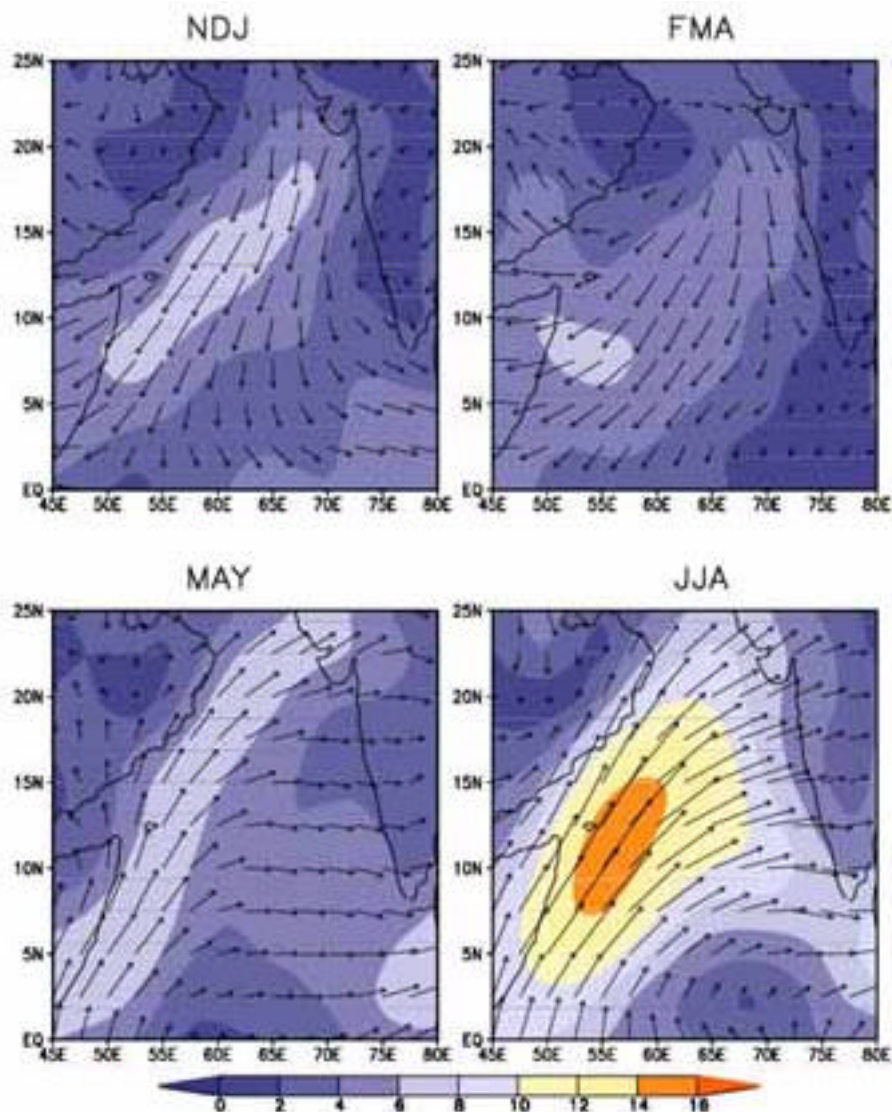 NDJ FMA
25N 25N
20N 20N
15N 15N
10N 10N
5N 5N
EQ EQ
45E 50E 55E 60E 65E 70E 75E 80E 45E 50E 55E 60E 65E 70E 75E 80E
MAY JJA
25N 25N
20N 20N
15N 15N
10N 10N
5N 5N
EQ EQ
45E 50E 55E 60E 65E 70E 75E 80E 45E 50E 55E 60E 65E 70E 75E 80E
0 2 4 6 8 10 12 14 16